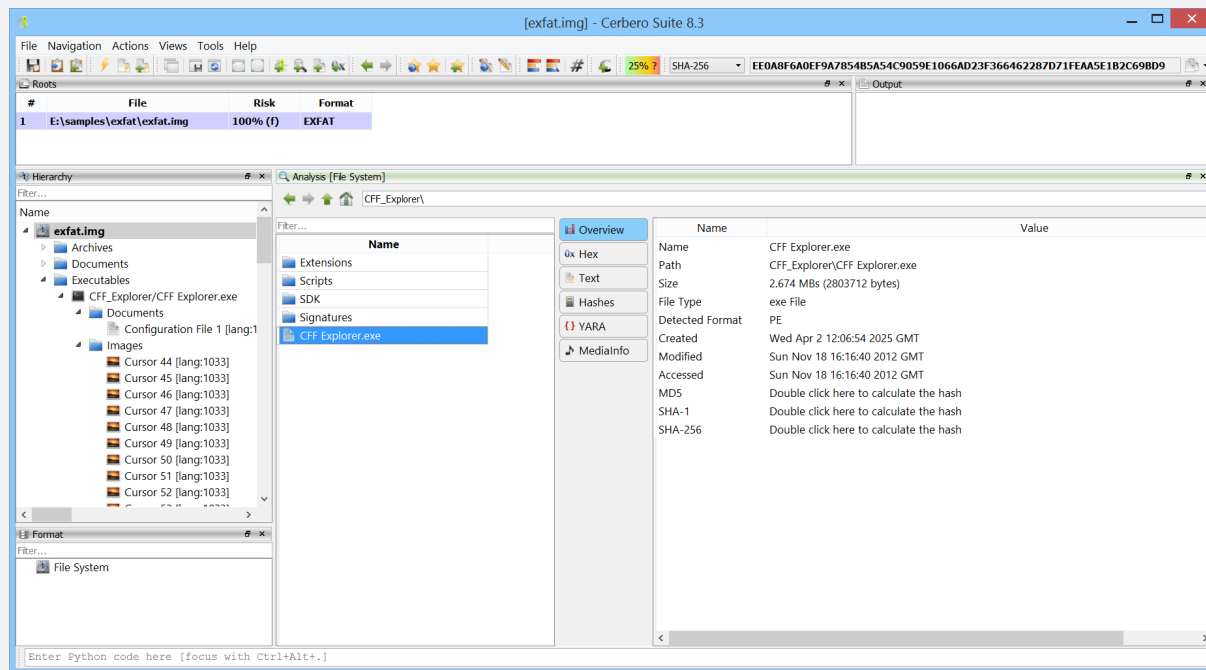 [exfat.img] - Cerbero Suite 8.3
File Navigation Actions Views Tools Help
25% ? SHA-256 EE0A8F6A0EF9A7854B5A54C9059E1066AD23F366462287D71FEAA5E1B2C69BD9
Roots
# File Risk Format
1 E:\samples\exfat\exfat.img 100% (f) EXFAT
Output
Hierarchy
Filter...
Name
exfat.img
Archives
Documents
Executables
CFF_Explorer/CFF Explorer.exe
Documents
Configuration File 1 [lang:1
Images
Cursor 44 [lang:1033]
Cursor 45 [lang:1033]
Cursor 46 [lang:1033]
Cursor 47 [lang:1033]
Cursor 48 [lang:1033]
Cursor 49 [lang:1033]
Cursor 50 [lang:1033]
Cursor 51 [lang:1033]
Cursor 52 [lang:1033]
Format
Filter...
File System
Analysis [File System]
CFF_Explorer\
Filter...
Name
Extensions
Scripts
SDK
Signatures
CFF Explorer.exe
Overview
0x Hex
Text
Hashes
{} YARA
MediaInfo
Name Value
Name CFF Explorer.exe
Path CFF_Explorer\CFF Explorer.exe
Size 2.674 MBs (2803712 bytes)
File Type exe File
Detected Format PE
Created Wed Apr 2 12:06:54 2025 GMT
Modified Sun Nov 18 16:16:40 2012 GMT
Accessed Sun Nov 18 16:16:40 2012 GMT
MD5 Double click here to calculate the hash
SHA-1 Double click here to calculate the hash
SHA-256 Double click here to calculate the hash
Enter Python code here [focus with Ctrl+Alt+.]